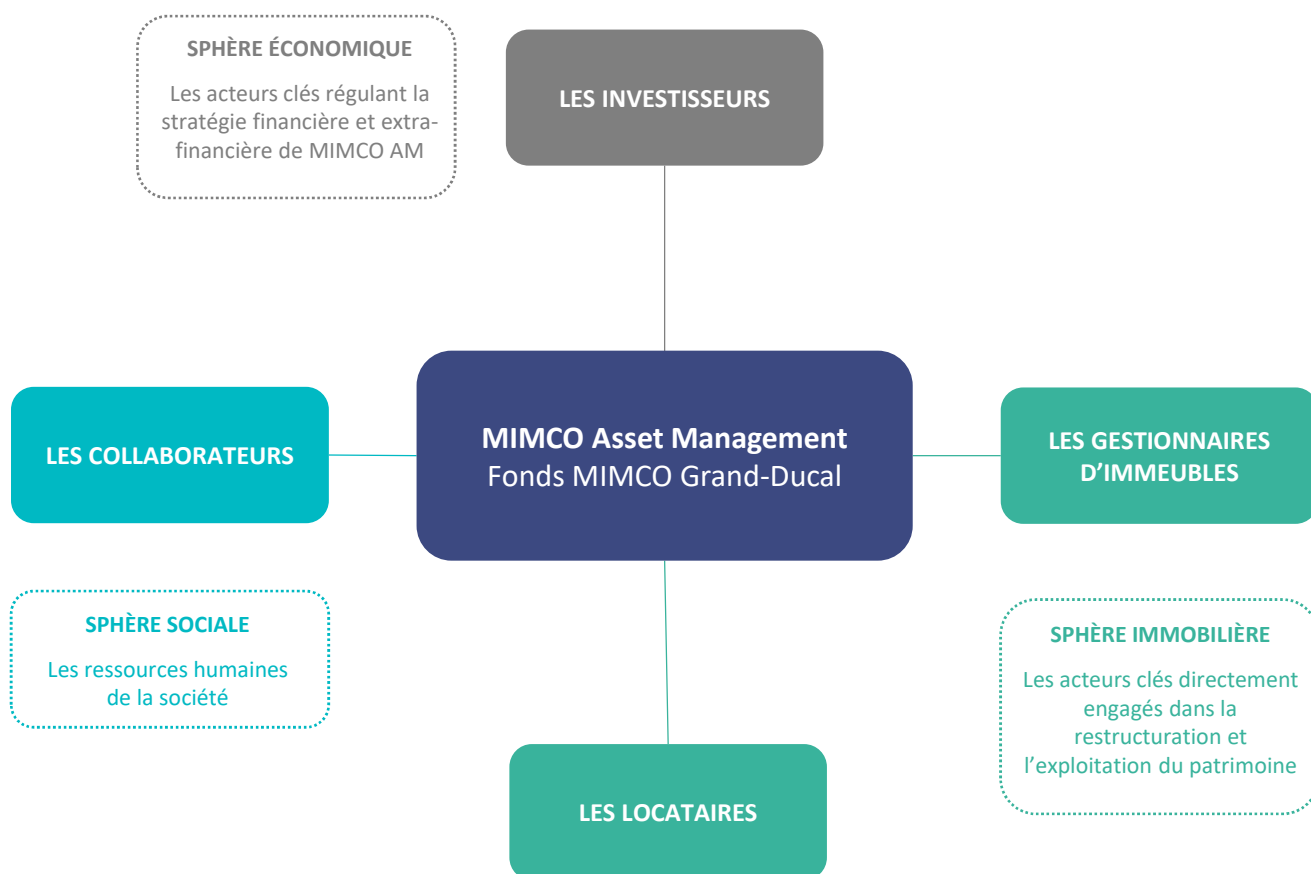 SPHÈRE ÉCONOMIQUE
Les acteurs clés régulant la
stratégie financière et extra-
financière de MIMCO AM
LES INVESTISSEURS
LES COLLABORATEURS
MIMCO Asset Management
Fonds MIMCO Grand-Ducal
LES GESTIONNAIRES
D’IMMEUBLES
SPHÈRE SOCIALE
Les ressources humaines
de la société
SPHÈRE IMMOBILIÈRE
Les acteurs clés directement
engagés dans la
restructuration et
l’exploitation du patrimoine
LES LOCATAIRES